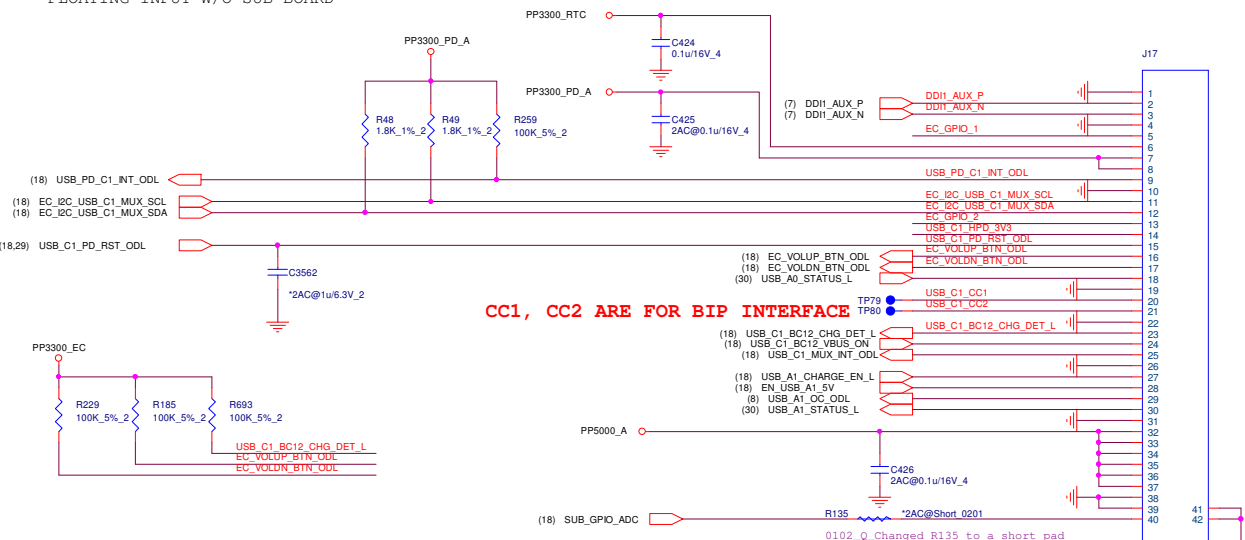 FLOATING INPUT W/O SUB BOARD
PP3300_RTC
C424
0.1u/16V_4
PP3300_PD_A
R48
1.8K_1%_2
R49
1.8K_1%_2
R259
100K_5%_2
PP3300_PD_A
C425
2AC@0.1u/16V_4
J17
(7) DDI1_AUX_P
DDI1_AUX_P
(7) DDI1_AUX_N
DDI1_AUX_N
EC_GPIO_1
(18) USB_PD_C1_INT_ODL
USB_PD_C1_INT_ODL
(18) EC_I2C_USB_C1_MUX_SCL
EC_I2C_USB_C1_MUX_SCL
(18) EC_I2C_USB_C1_MUX_SDA
EC_I2C_USB_C1_MUX_SDA
EC_GPIO_2
USB_C1_HPD_3V3
(18,29) USB_C1_PD_RST_ODL
USB_C1_PD_RST_ODL
C3562
*2AC@1u/6.3V_2
(18) EC_VOLUP_BTN_ODL
EC_VOLUP_BTN_ODL
(18) EC_VOLDN_BTN_ODL
EC_VOLDN_BTN_ODL
(30) USB_A0_STATUS_L
CC1, CC2 ARE FOR BIP INTERFACE
TP79
USB_C1_CC1
TP80
USB_C1_CC2
(18) USB_C1_BC12_CHG_DET_L
USB_C1_BC12_CHG_DET_L
(18) USB_C1_BC12_VBUS_ON
(18) USB_C1_MUX_INT_ODL
(18) USB_A1_CHARGE_EN_L
(18) EN_USB_A1_5V
(8) USB_A1_OC_ODL
(30) USB_A1_STATUS_L
PP3300_EC
R229
100K_5%_2
R185
100K_5%_2
R693
100K_5%_2
USB_C1_BC12_CHG_DET_L
EC_VOLUP_BTN_ODL
EC_VOLDN_BTN_ODL
PP5000_A
C426
2AC@0.1u/16V_4
(18) SUB_GPIO_ADC
R135
*2AC@Short_0201
0102_Q_Changed R135 to a short pad
1
2
3
4
5
6
7
8
9
10
11
12
13
14
15
16
17
18
19
20
21
22
23
24
25
26
27
28
29
30
31
32
33
34
35
36
37
38
39
40
41
42